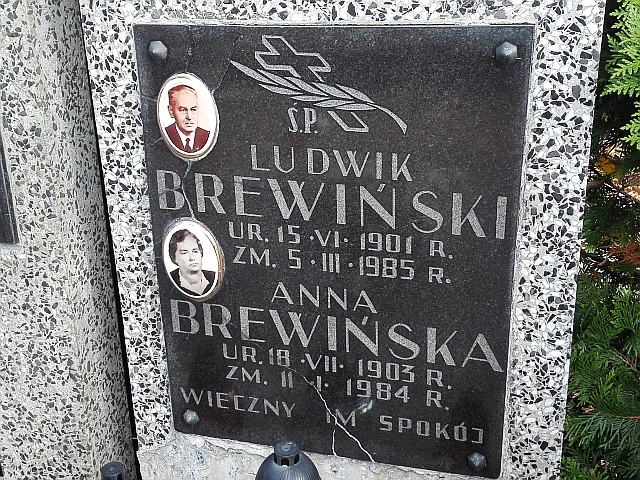 Ś.P.
LUDWIK
BREWIŃSKI
UR. 15·VI·1901 R.
ZM. 5·III·1985 R.
ANNA
BREWIŃSKA
UR. 18·VII·1903 R.
ZM. 11·I·1984 R.
WIECZNY IM SPOKÓJ